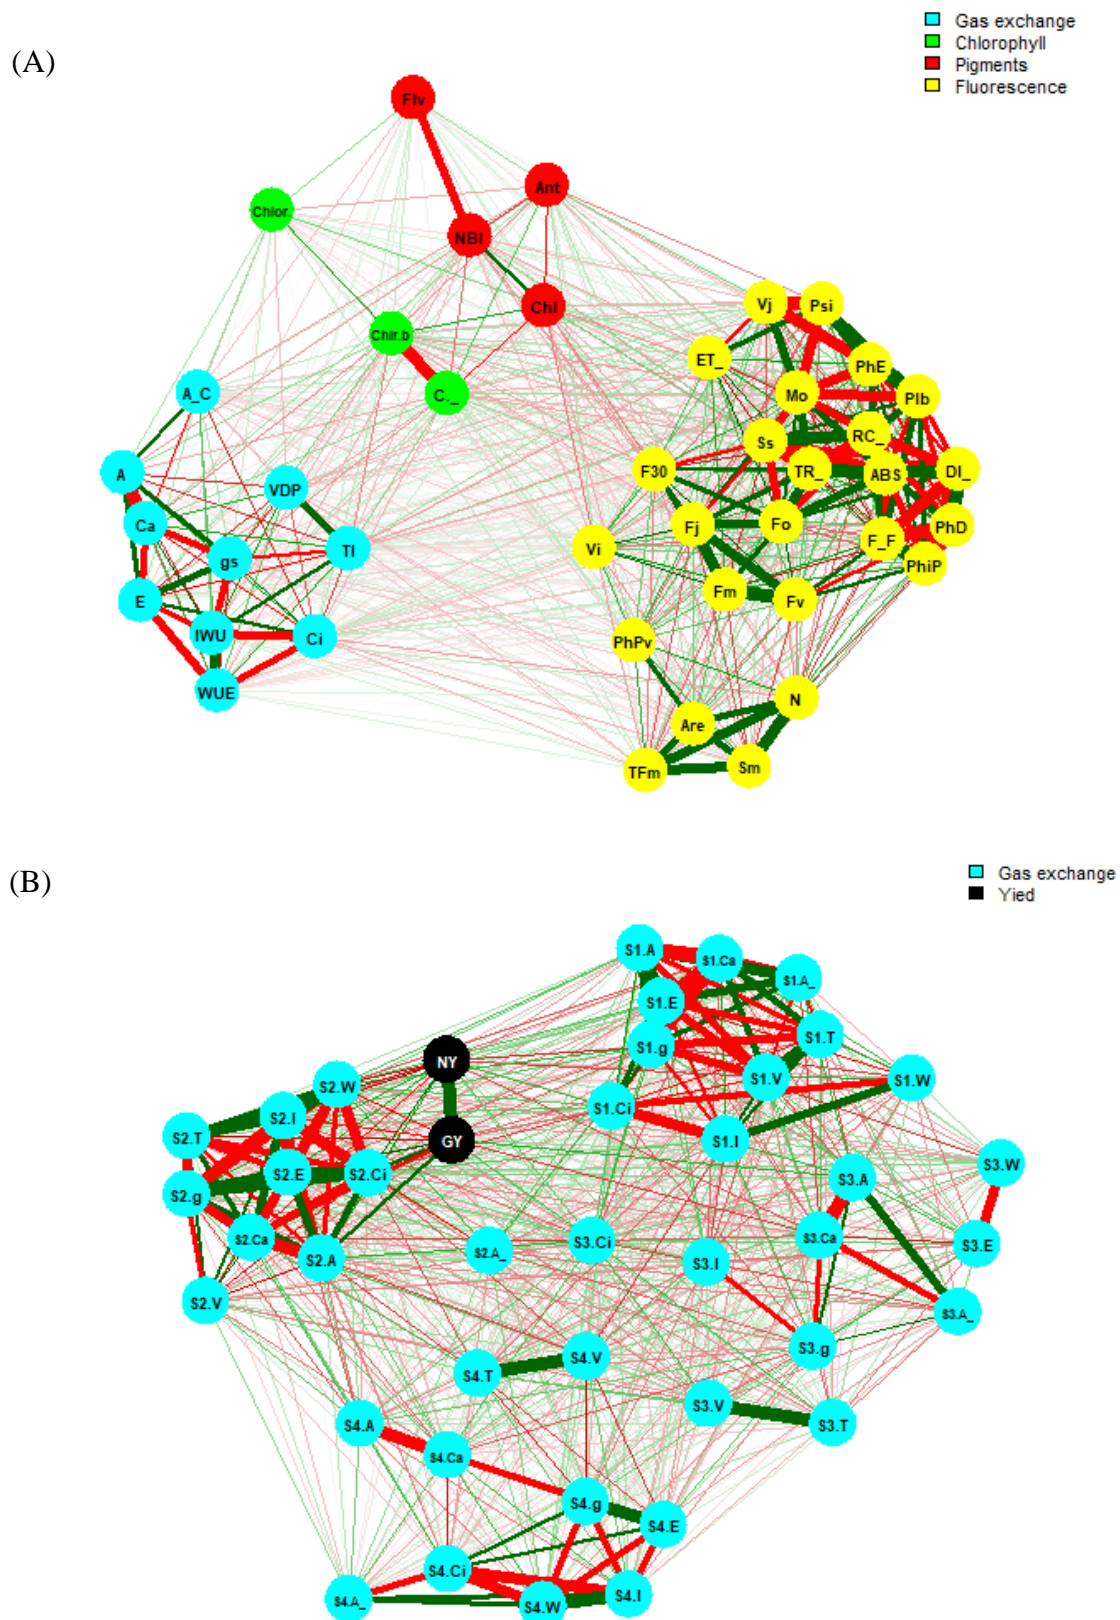 Gas exchange
(A)
Chlorophyll
Pigments
Fluorescence
Flv
Ant
Chlor.
NBI
Chl
Vj
Psi
Chlr.b
ET_
PhE
A_C
C._
Mo
PIb
Ss
RC_
A
VDP
F30
TR_
ABS
DI_
Ca
Fj
Fo
PhD
gs
TI
Vi
F_F
PhiP
E
Fm
Fv
IWU
Ci
PhPv
WUE
N
Are
TFm
Sm
(B)
Gas exchange
Yied
S1.A
S1.Ca
S1.A_
S1.E
S1.T
NY
S1.g
S2.W
S1.V
S1.W
S2.I
S1.Ci
S2.T
GY
S1.I
S2.E
S2.Ci
S3.A
S3.W
S2.g
S2.Ca
S3.Ca
S3.E
S2.A
S2.A_
S3.Ci
S3.I
S2.V
S3.A_
S3.g
S4.V
S4.T
S3.V
S4.A
S3.T
S4.Ca
S4.g
S4.E
S4.Ci
S4.A_
S4.W
S4.I